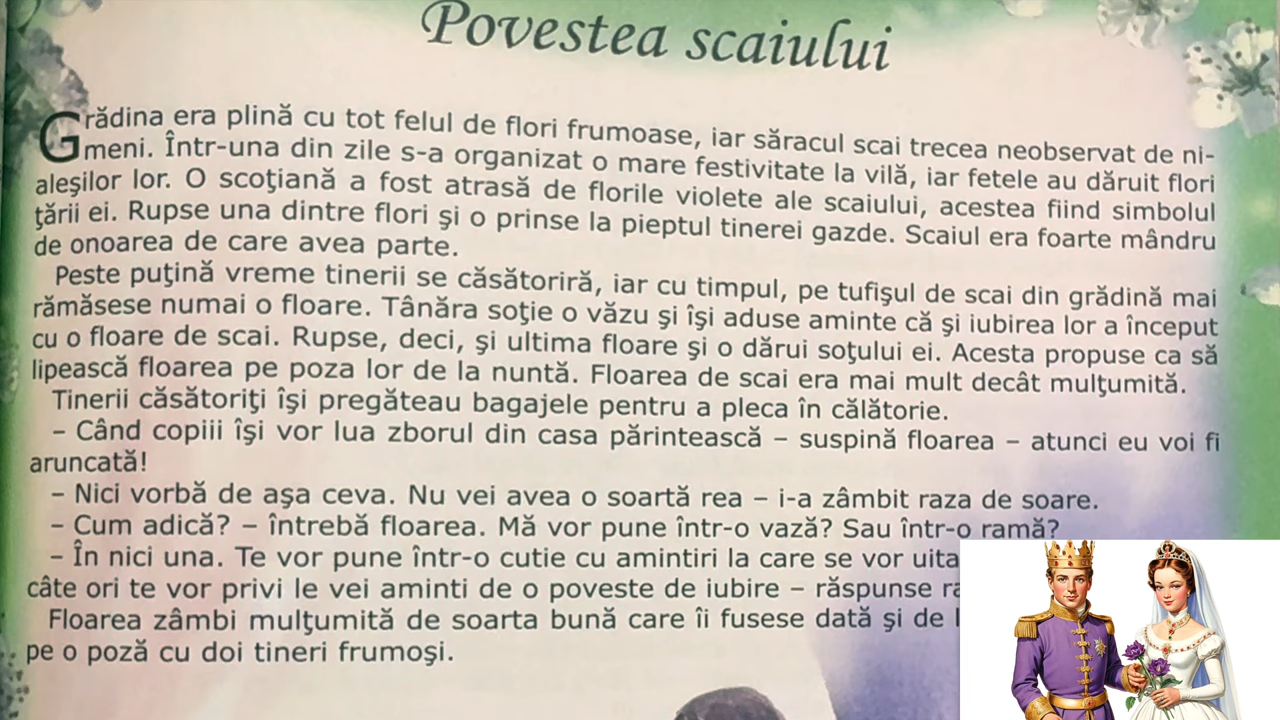 Povestea scaiului
Grădina era plină cu tot felul de flori frumoase, iar săracul scai trecea neobservat de ni-
meni. Într-una din zile s-a organizat o mare festivitate la vilă, iar fetele au dăruit flori
aleşilor lor. O scoţiană a fost atrasă de florile violete ale scaiului, acestea fiind simbolul
ţării ei. Rupse una dintre flori şi o prinse la pieptul tinerei gazde. Scaiul era foarte mândru
de onoarea de care avea parte.
Peste puţină vreme tinerii se căsătoriră, iar cu timpul, pe tufişul de scai din grădină mai
rămăsese numai o floare. Tânăra soţie o văzu şi îşi aduse aminte că şi iubirea lor a început
cu o floare de scai. Rupse, deci, şi ultima floare şi o dărui soţului ei. Acesta propuse ca să
lipească floarea pe poza lor de la nuntă. Floarea de scai era mai mult decât mulţumită.
Tinerii căsătoriţi îşi pregăteau bagajele pentru a pleca în călătorie.
– Când copiii îşi vor lua zborul din casa părintească – suspină floarea – atunci eu voi fi
aruncată!
– Nici vorbă de aşa ceva. Nu vei avea o soartă rea – i-a zâmbit raza de soare.
– Cum adică? – întrebă floarea. Mă vor pune într-o vază? Sau într-o ramă?
– În nici una. Te vor pune într-o cutie cu amintiri la care se vor uita
câte ori te vor privi le vei aminti de o poveste de iubire – răspunse
Floarea zâmbi mulţumită de soarta bună care îi fusese dată şi de
pe o poză cu doi tineri frumoşi.